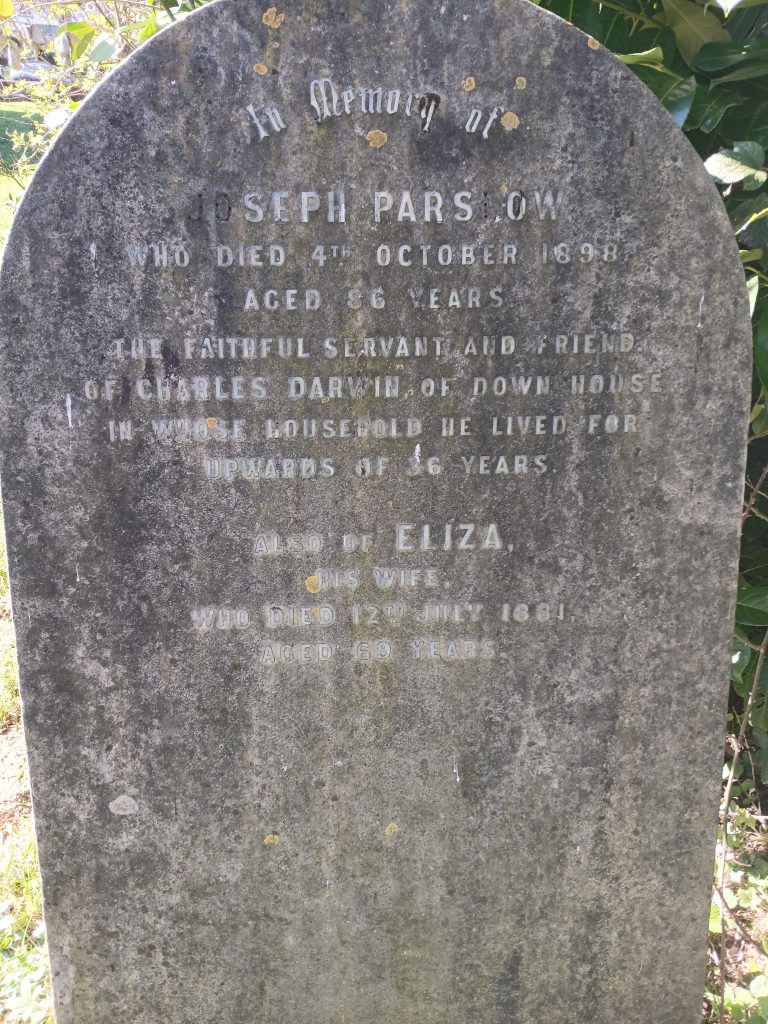 In Memory of
JOSEPH PARSLOW
WHO DIED 4TH OCTOBER 1898,
AGED 86 YEARS
THE FAITHFUL SERVANT AND FRIEND
OF CHARLES DARWIN, OF DOWN HOUSE
IN WHOSE HOUSEHOLD HE LIVED FOR
UPWARDS OF 36 YEARS.
ALSO OF ELIZA,
HIS WIFE,
WHO DIED 12TH JULY 1881,
AGED 69 YEARS.